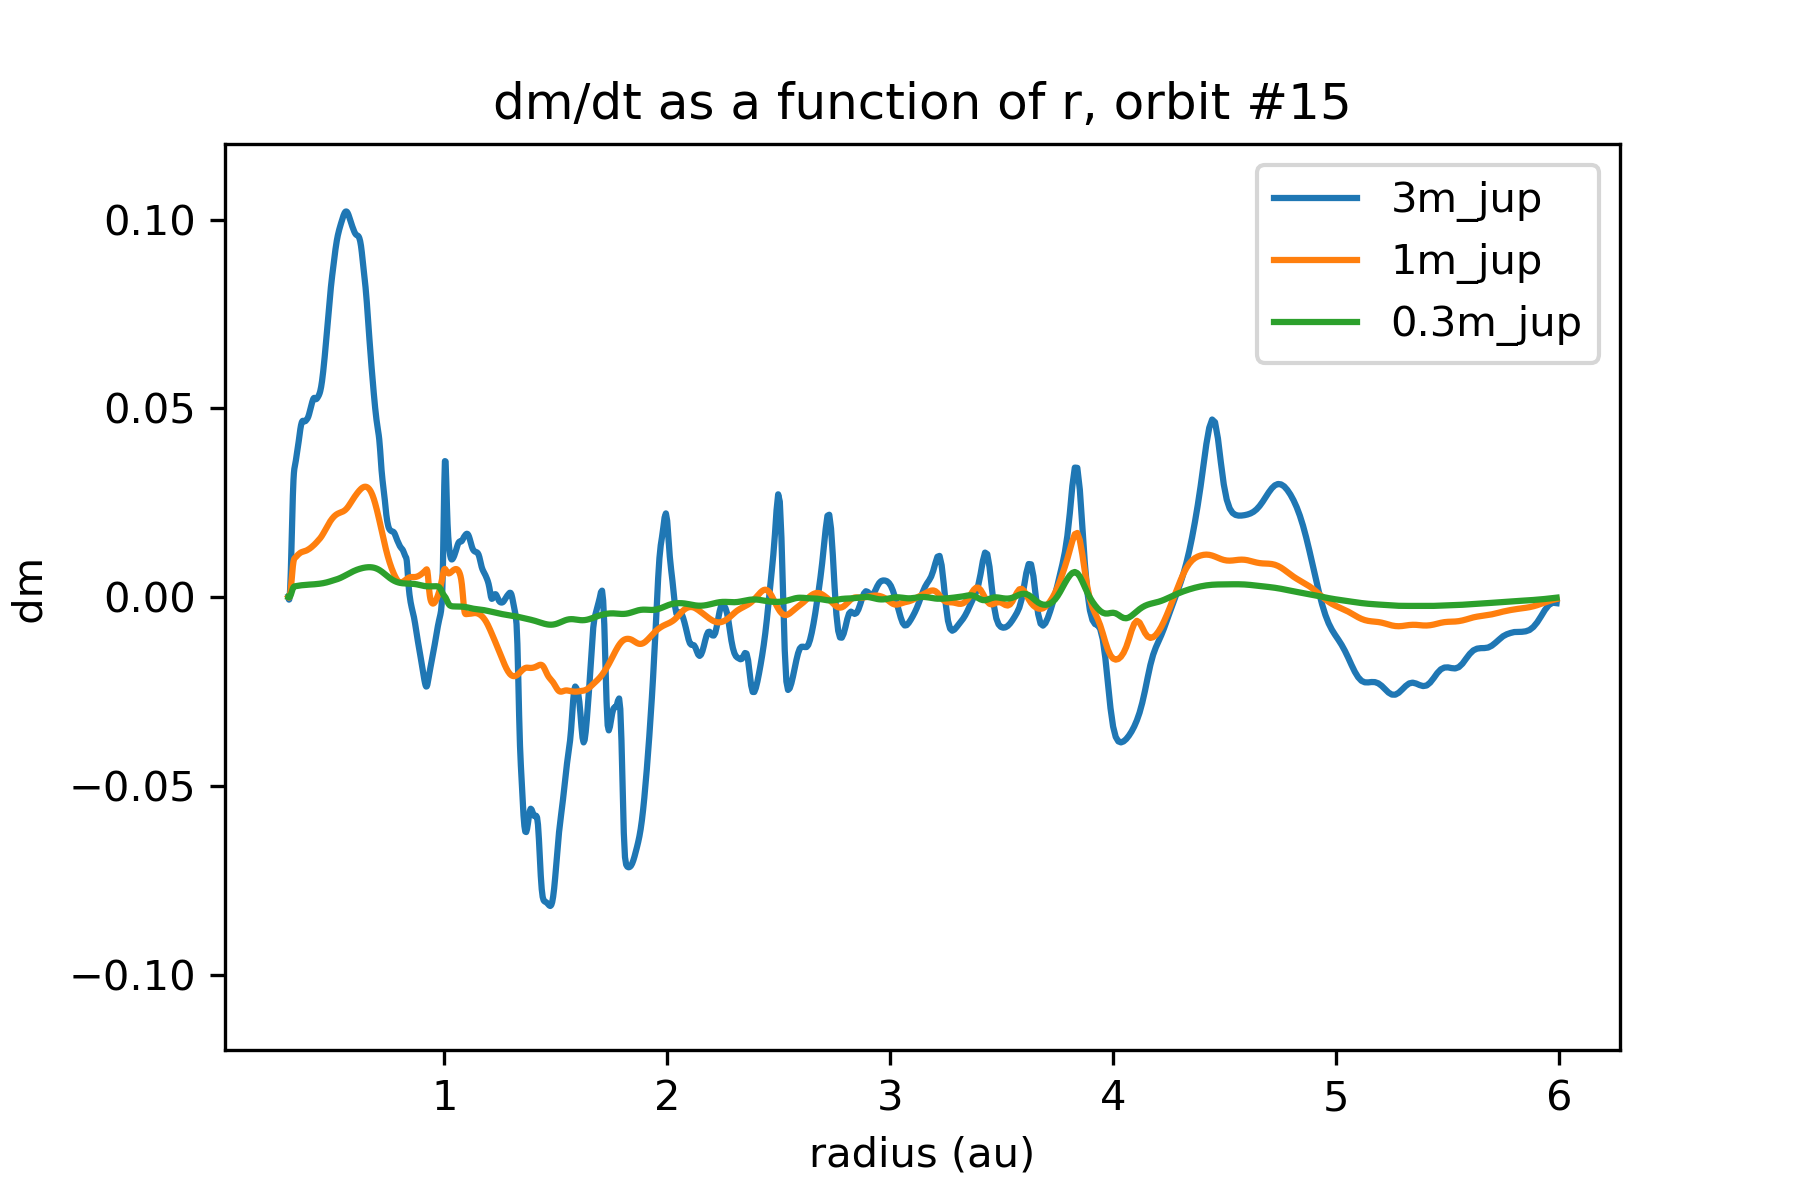 dm/dt as a function of r, orbit #15
3m_jup
1m_jup
0.3m_jup
0.10
0.05
0.00
−0.05
−0.10
dm
1 2 3 4 5 6
radius (au)